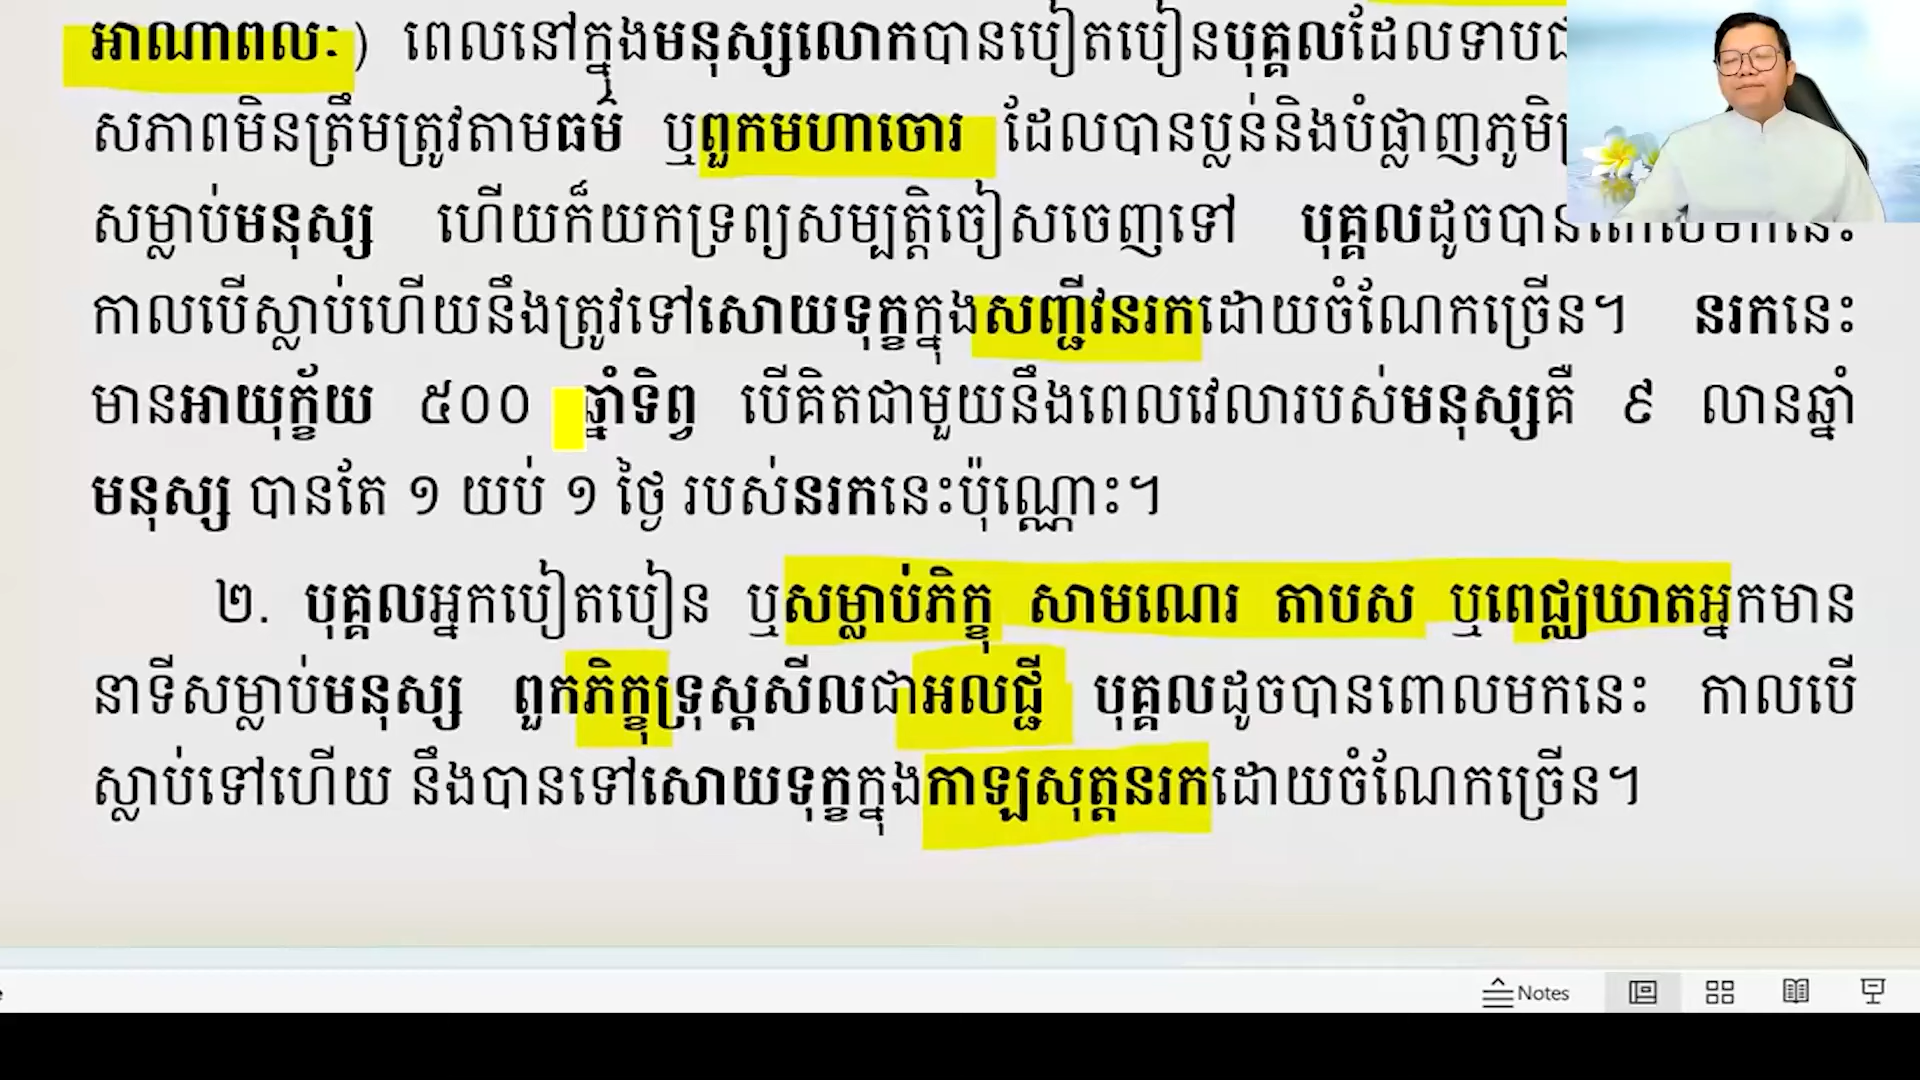 អាណាពលៈ) ពេលនៅក្នុងមនុស្សលោកបានបៀតបៀនបុគ្គលដែលទាប
សភាពមិនត្រឹមត្រូវតាមធម៌ ឬពួកមហាចោរ ដែលបានប្លន់និងបំផ្លាញភូមិ
សម្លាប់មនុស្ស ហើយក៏យកទ្រព្យសម្បត្តិចៀសចេញទៅ បុគ្គលដូចបានពោលមកនេះ
កាលបើស្លាប់ហើយនឹងត្រូវទៅសោយទុក្ខក្នុងសញ្ជីវនរកដោយចំណែកច្រើន។ នរកនេះ
មានអាយុក្ខ័យ ៥០០ ឆ្នាំទិព្វ បើគិតជាមួយនឹងពេលវេលារបស់មនុស្សគឺ ៩ លានឆ្នាំ
មនុស្ស បានតែ ១ យប់ ១ ថ្ងៃ របស់នរកនេះប៉ុណ្ណោះ។
២. បុគ្គលអ្នកបៀតបៀន ឬសម្លាប់ភិក្ខុ សាមណេរ តាបស ឬពេជ្ឈឃាតអ្នកមាន
នាទីសម្លាប់មនុស្ស ពួកភិក្ខុទ្រុស្តសីលជាអលជ្ជី បុគ្គលដូចបានពោលមកនេះ កាលបើ
ស្លាប់ទៅហើយ នឹងបានទៅសោយទុក្ខក្នុងកាឡសុត្តនរកដោយចំណែកច្រើន។
Notes